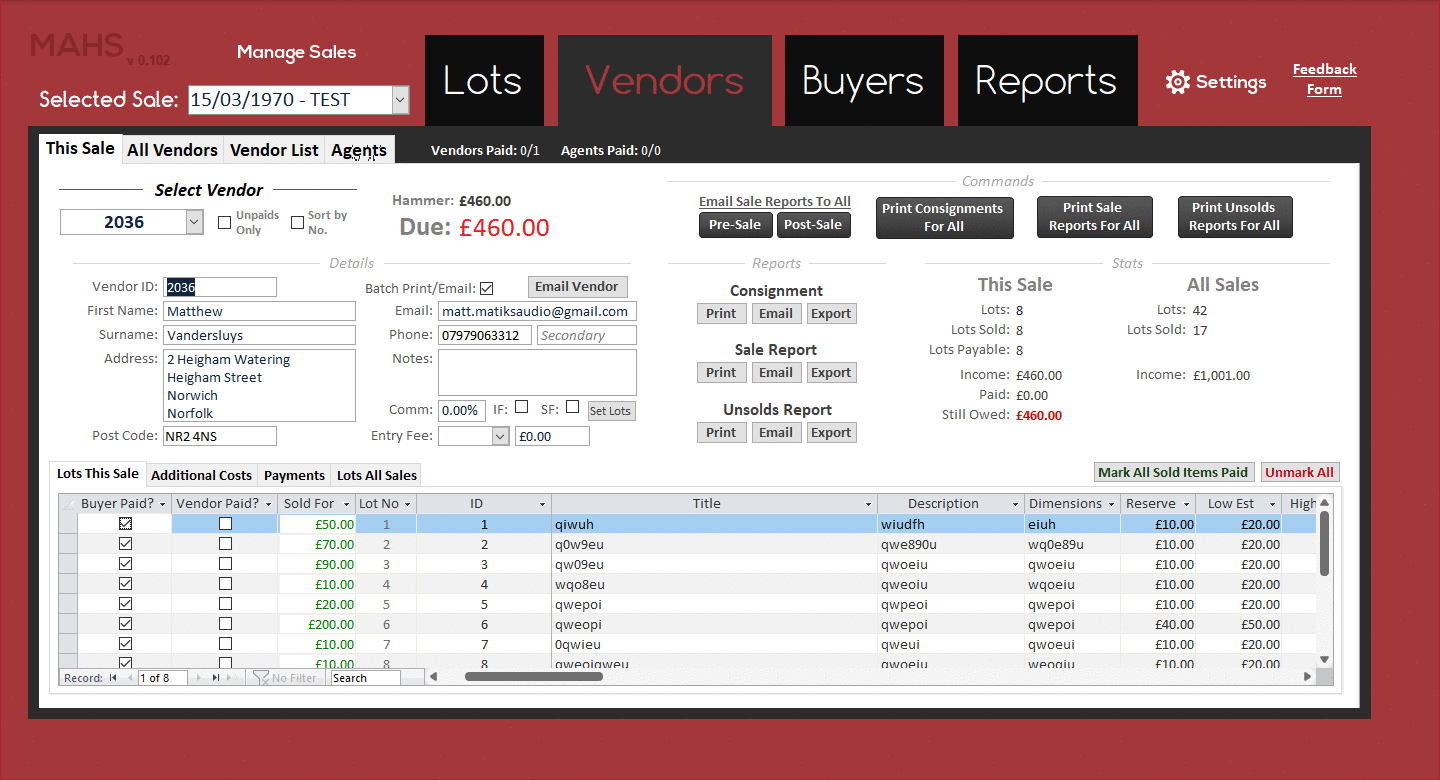 MAHS v 0.102
Manage Sales
Selected Sale: 15/03/1970 - TEST
Lots
Vendors
Buyers
Reports
Settings
Feedback
Form
This Sale
All Vendors
Vendor List
Agents
Vendors Paid: 0/1
Agents Paid: 0/0
Select Vendor
2036
Unpaids
Only
Sort by
No.
Hammer: £460.00
Due: £460.00
Commands
Email Sale Reports To All
Pre-Sale
Post-Sale
Print Consignments
For All
Print Sale
Reports For All
Print Unsolds
Reports For All
Details
Vendor ID: 2036
First Name: Matthew
Surname: Vandersluys
Address: 2 Heigham Watering
Heigham Street
Norwich
Norfolk
Post Code: NR2 4NS
Batch Print/Email:
Email Vendor
Email: matt.matiksaudio@gmail.com
Phone: 07979063312 Secondary
Notes:
Comm: 0.00% IF: SF: Set Lots
Entry Fee: £0.00
Reports
Consignment
Print Email Export
Sale Report
Print Email Export
Unsolds Report
Print Email Export
Stats
This Sale
Lots: 8
Lots Sold: 8
Lots Payable: 8
Income: £460.00
Paid: £0.00
Still Owed: £460.00
All Sales
Lots: 42
Lots Sold: 17
Income: £1,001.00
Lots This Sale
Additional Costs
Payments
Lots All Sales
Mark All Sold Items Paid
Unmark All
Buyer Paid? Vendor Paid? Sold For Lot No ID Title Description Dimensions Reserve Low Est High
£50.00 1 1 qiwuh wiudfh eiuh £10.00 £20.00
£70.00 2 2 q0w9eu qwe890u wq0e89u £10.00 £20.00
£90.00 3 3 qw09eu qwoeiu qwoeiu £10.00 £20.00
£10.00 4 4 wqo8eu qweoiu wqoeiu £10.00 £20.00
£20.00 5 5 qwepoi qwpeoi qwepoi £10.00 £20.00
£200.00 6 6 qweopi qwepoi qwepoi £40.00 £50.00
£10.00 7 7 0qwieu qweui qwoeui £10.00 £20.00
£10.00 8 8 qweoiqweu qwoeiu weoqiu £10.00 £20.00
Record: 1 of 8 No Filter Search